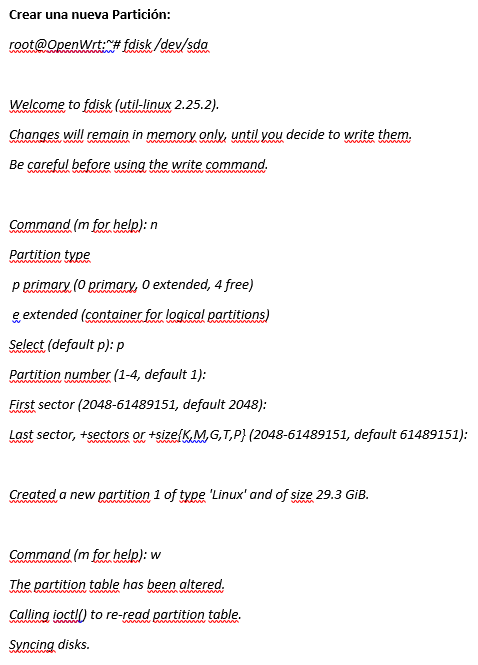 Crear una nueva Partición:
root@OpenWrt:~# fdisk /dev/sda
Welcome to fdisk (util-linux 2.25.2).
Changes will remain in memory only, until you decide to write them.
Be careful before using the write command.
Command (m for help): n
Partition type
p primary (0 primary, 0 extended, 4 free)
e extended (container for logical partitions)
Select (default p): p
Partition number (1-4, default 1):
First sector (2048-61489151, default 2048):
Last sector, +sectors or +size{K,M,G,T,P} (2048-61489151, default 61489151):
Created a new partition 1 of type 'Linux' and of size 29.3 GiB.
Command (m for help): w
The partition table has been altered.
Calling ioctl() to re-read partition table.
Syncing disks.